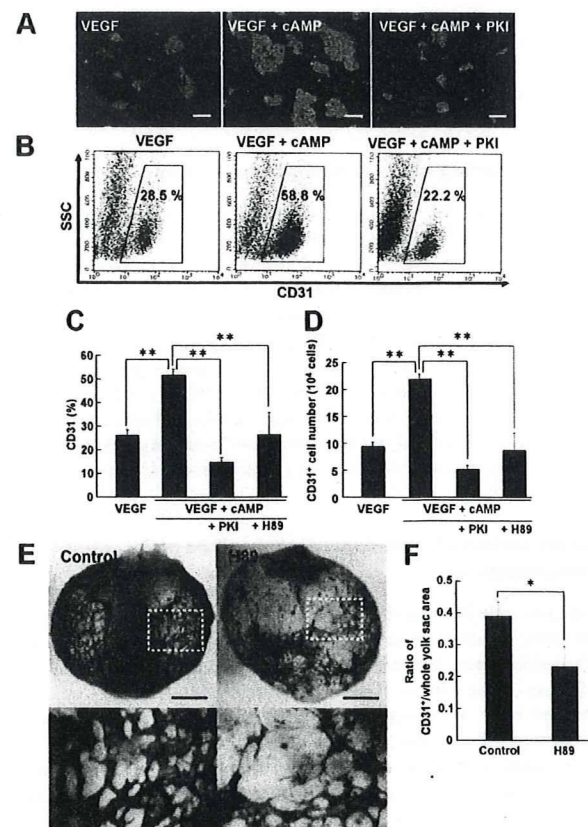 A
VEGF
VEGF + cAMP
VEGF + cAMP + PKI
B
VEGF
VEGF + cAMP
VEGF + cAMP + PKI
SSC
28.5 %
58.8 %
22.2 %
CD31
C
D
CD31 (%)
60
50
40
30
20
10
0
**
**
**
VEGF
VEGF + cAMP
+ PKI
+ H89
CD31⁺ cell number (10⁴ cells)
25
20
15
10
5
0
**
**
**
VEGF
VEGF + cAMP
+ PKI
+ H89
E
Control
H89
F
Ratio of
CD31⁺/whole yolk sac area
0.5
0.4
0.3
0.2
0.1
0
*
Control
H89